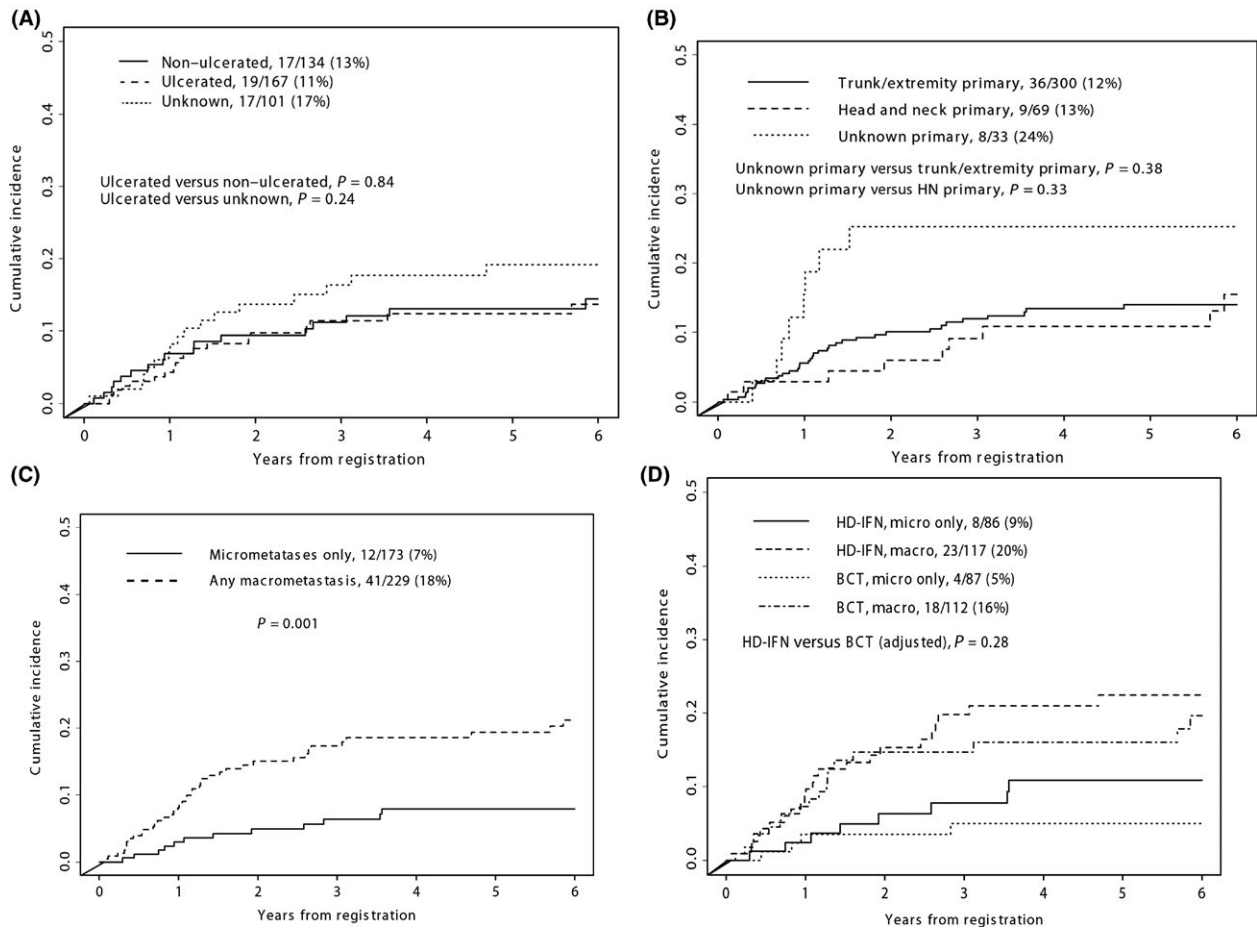 (A)
0.5
0.4
0.3
0.2
0.1
0.0
Cumulative incidence
Non–ulcerated, 17/134 (13%)
Ulcerated, 19/167 (11%)
Unknown, 17/101 (17%)
Ulcerated versus non–ulcerated, P = 0.84
Ulcerated versus unknown, P = 0.24
0 1 2 3 4 5 6
Years from registration
(B)
0.5
0.4
0.3
0.2
0.1
0.0
Cumulative incidence
Trunk/extremity primary, 36/300 (12%)
Head and neck primary, 9/69 (13%)
Unknown primary, 8/33 (24%)
Unknown primary versus trunk/extremity primary, P = 0.38
Unknown primary versus HN primary, P = 0.33
0 1 2 3 4 5 6
Years from registration
(C)
0.5
0.4
0.3
0.2
0.1
0.0
Cumulative incidence
Micrometatases only, 12/173 (7%)
Any macrometastasis, 41/229 (18%)
P = 0.001
0 1 2 3 4 5 6
Years from registration
(D)
0.5
0.4
0.3
0.2
0.1
0.0
Cumulative incidence
HD-IFN, micro only, 8/86 (9%)
HD-IFN, macro, 23/117 (20%)
BCT, micro only, 4/87 (5%)
BCT, macro, 18/112 (16%)
HD-IFN versus BCT (adjusted), P = 0.28
0 1 2 3 4 5 6
Years from registration